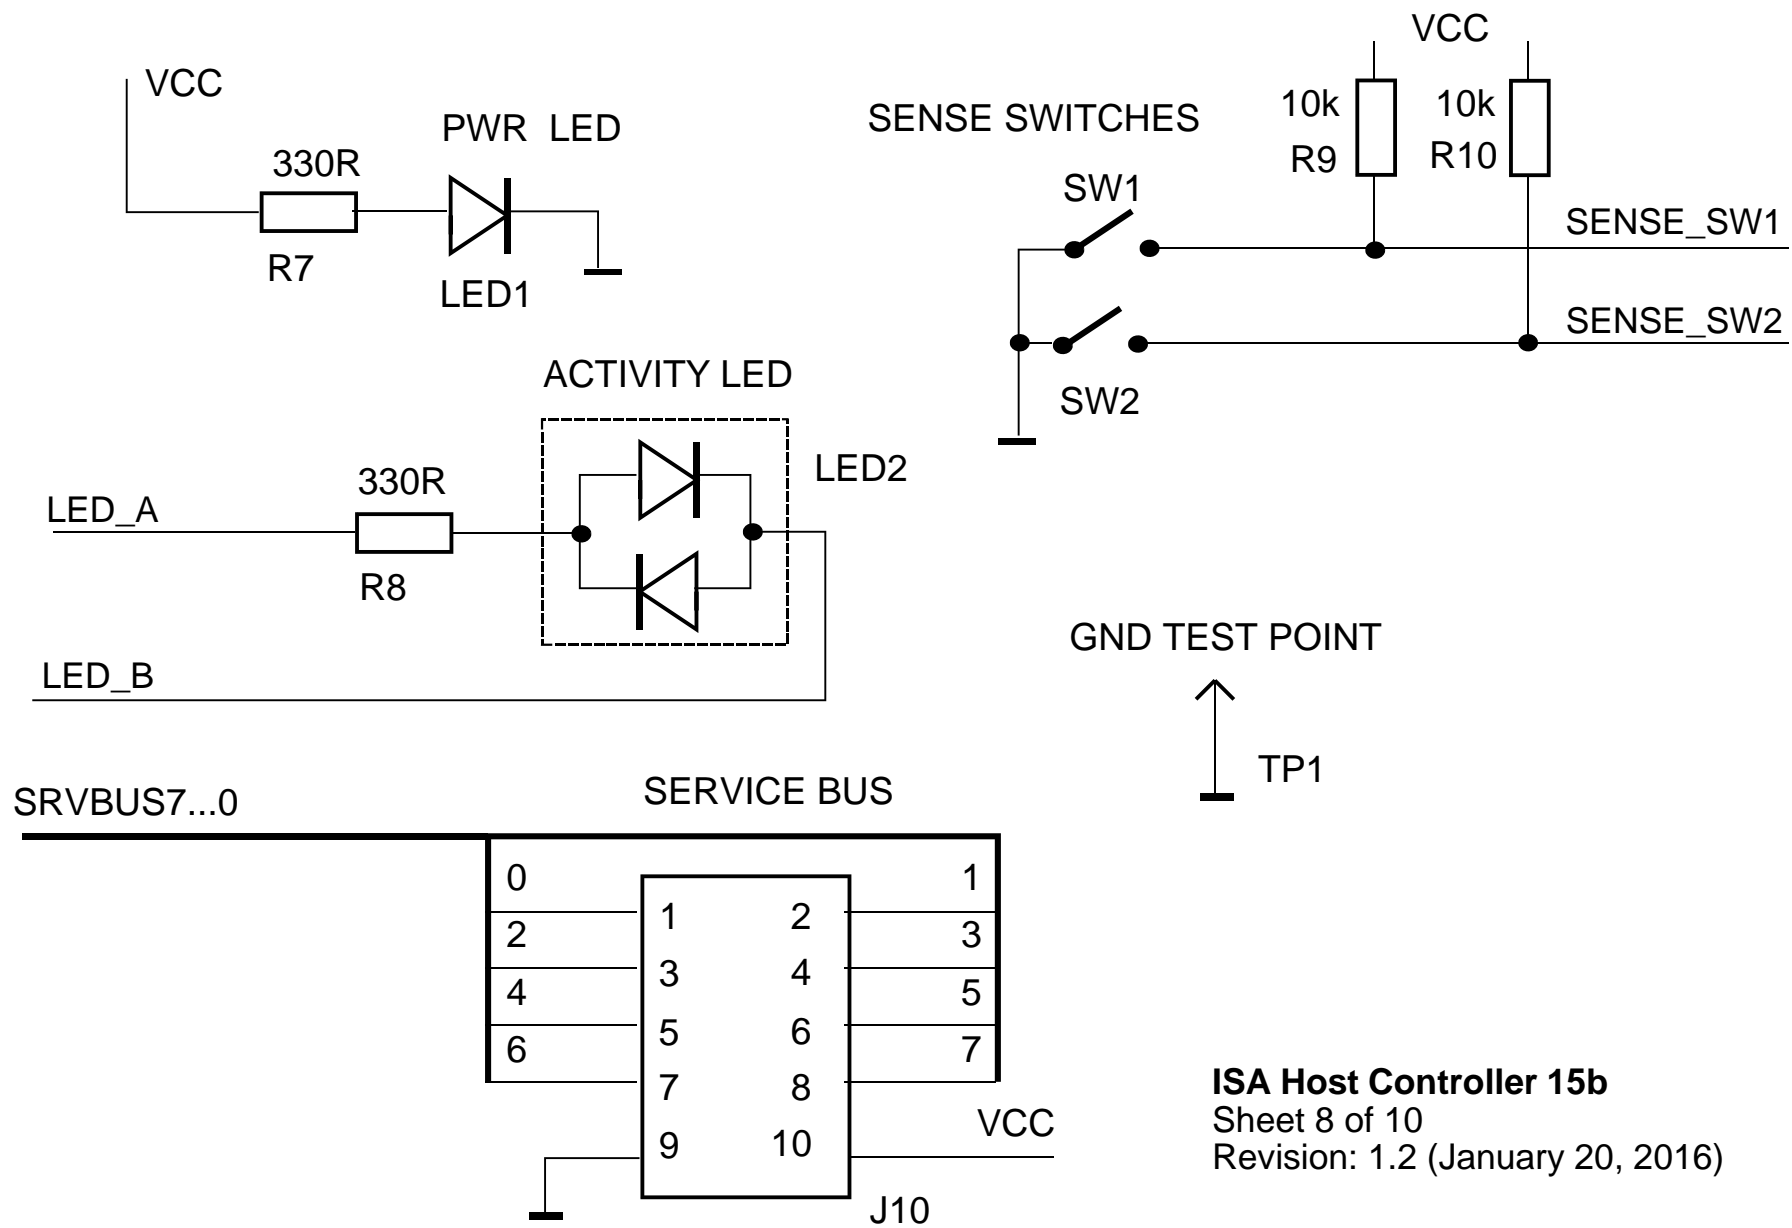 VCC
PWR LED
330R
R7
LED1
SENSE SWITCHES
VCC
10k
R9
10k
R10
SW1
SENSE_SW1
SENSE_SW2
SW2
ACTIVITY LED
LED2
330R
LED_A
R8
LED_B
GND TEST POINT
TP1
SERVICE BUS
SRVBUS7...0
0
1
1
2
2
3
3
4
4
5
5
6
6
7
7
8
9
10
VCC
J10
ISA Host Controller 15b
Sheet 8 of 10
Revision: 1.2 (January 20, 2016)